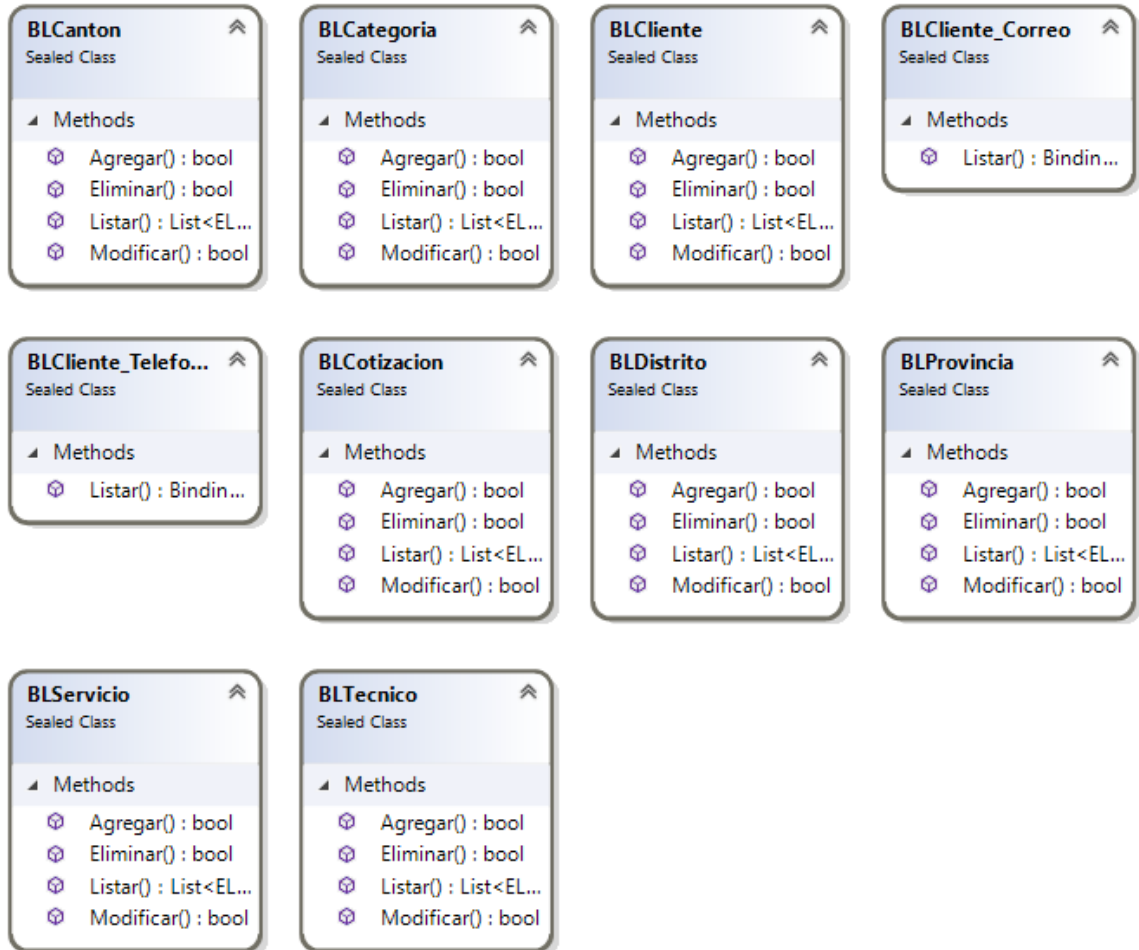 BLCanton
Sealed Class
Methods
Agregar() : bool
Eliminar() : bool
Listar() : List<EL...
Modificar() : bool
BLCategoria
Sealed Class
Methods
Agregar() : bool
Eliminar() : bool
Listar() : List<EL...
Modificar() : bool
BLCliente
Sealed Class
Methods
Agregar() : bool
Eliminar() : bool
Listar() : List<EL...
Modificar() : bool
BLCliente_Correo
Sealed Class
Methods
Listar() : Bindin...
BLCliente_Telefo...
Sealed Class
Methods
Listar() : Bindin...
BLCotizacion
Sealed Class
Methods
Agregar() : bool
Eliminar() : bool
Listar() : List<EL...
Modificar() : bool
BLDistrito
Sealed Class
Methods
Agregar() : bool
Eliminar() : bool
Listar() : List<EL...
Modificar() : bool
BLProvincia
Sealed Class
Methods
Agregar() : bool
Eliminar() : bool
Listar() : List<EL...
Modificar() : bool
BLServicio
Sealed Class
Methods
Agregar() : bool
Eliminar() : bool
Listar() : List<EL...
Modificar() : bool
BLTecnico
Sealed Class
Methods
Agregar() : bool
Eliminar() : bool
Listar() : List<EL...
Modificar() : bool